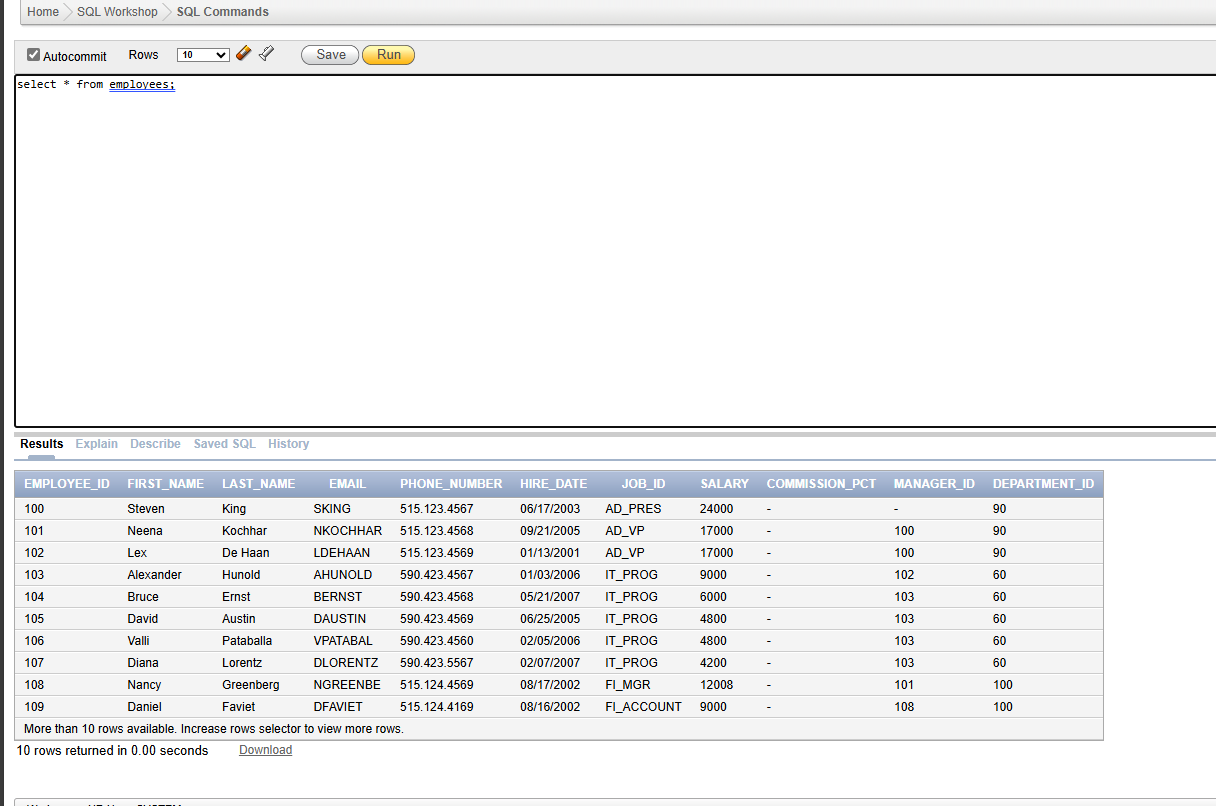 Home SQL Workshop SQL Commands
Autocommit Rows 10 Save Run
select * from employees;
Results Explain Describe Saved SQL History
EMPLOYEE_ID FIRST_NAME LAST_NAME EMAIL PHONE_NUMBER HIRE_DATE JOB_ID SALARY COMMISSION_PCT MANAGER_ID DEPARTMENT_ID
100 Steven King SKING 515.123.4567 06/17/2003 AD_PRES 24000 - - 90
101 Neena Kochhar NKOCHHAR 515.123.4568 09/21/2005 AD_VP 17000 - 100 90
102 Lex De Haan LDEHAAN 515.123.4569 01/13/2001 AD_VP 17000 - 100 90
103 Alexander Hunold AHUNOLD 590.423.4567 01/03/2006 IT_PROG 9000 - 102 60
104 Bruce Ernst BERNST 590.423.4568 05/21/2007 IT_PROG 6000 - 103 60
105 David Austin DAUSTIN 590.423.4569 06/25/2005 IT_PROG 4800 - 103 60
106 Valli Pataballa VPATABAL 590.423.4560 02/05/2006 IT_PROG 4800 - 103 60
107 Diana Lorentz DLORENTZ 590.423.5567 02/07/2007 IT_PROG 4200 - 103 60
108 Nancy Greenberg NGREENBE 515.124.4569 08/17/2002 FI_MGR 12008 - 101 100
109 Daniel Faviet DFAVIET 515.124.4169 08/16/2002 FI_ACCOUNT 9000 - 108 100
More than 10 rows available. Increase rows selector to view more rows.
10 rows returned in 0.00 seconds Download